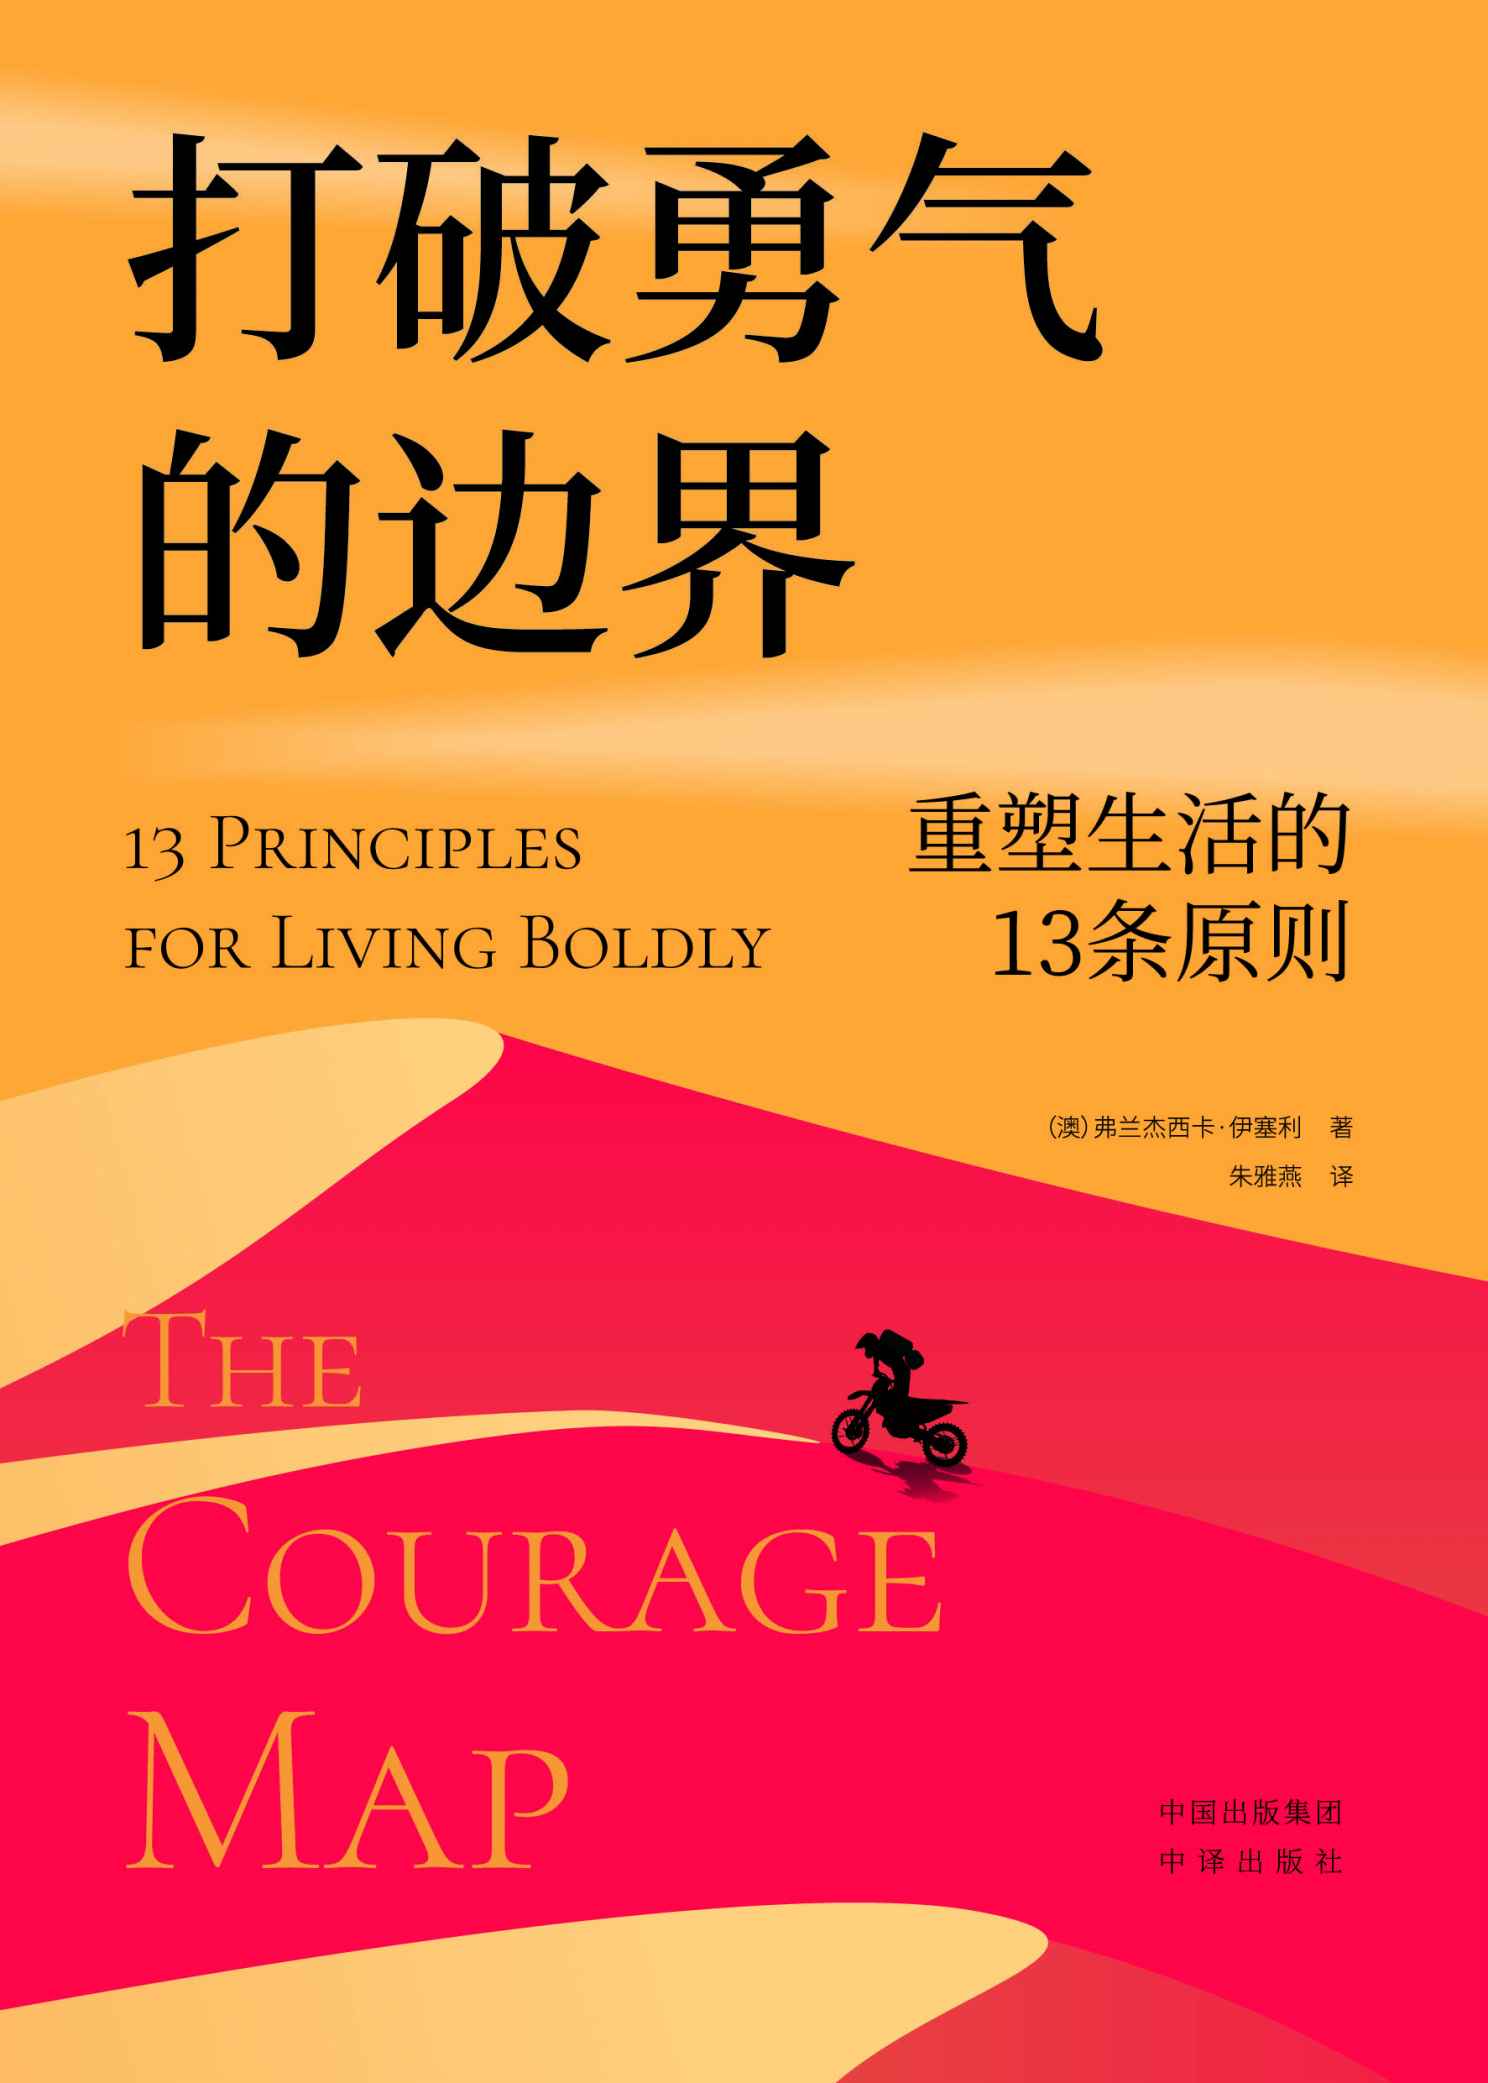 打破勇气
的边界
13 PRINCIPLES
FOR LIVING BOLDLY
重塑生活的
13条原则
(澳)弗兰杰西卡·伊塞利 著
朱雅燕 译
THE
COURAGE
MAP
中国出版集团
中译出版社